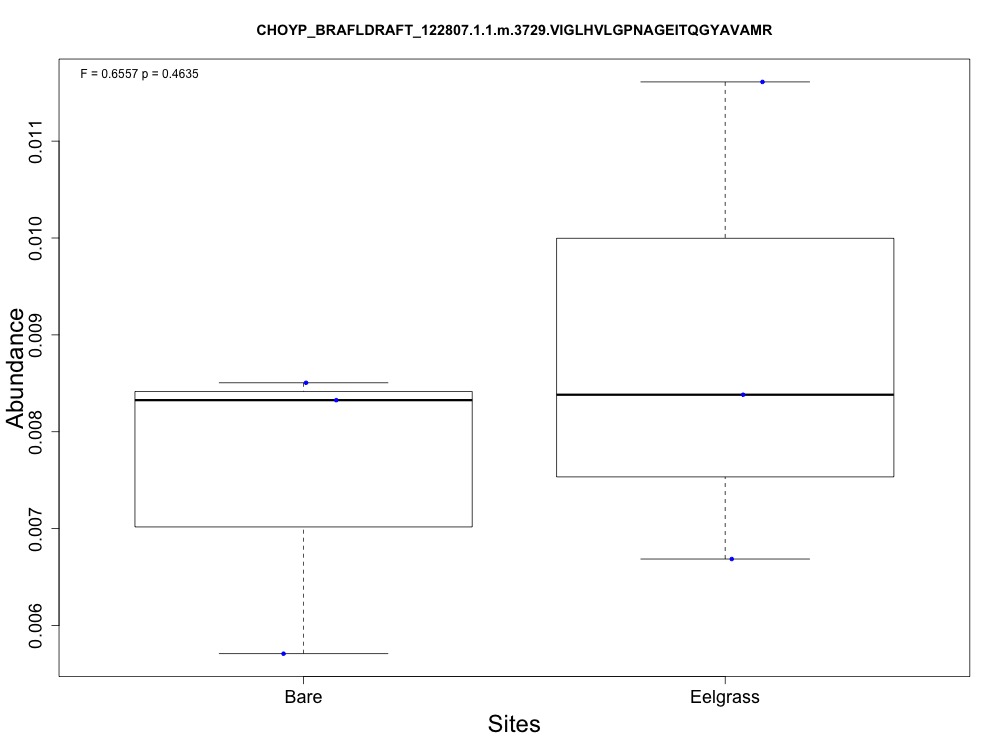 CHOYP_BRAFLDRAFT_122807.1.1.m.3729.VIGLHVLGPNAGEITQGYAVAMR
F = 0.6557 p = 0.4635
0.011
0.010
0.009
0.008
0.007
0.006
Abundance
Bare
Eelgrass
Sites